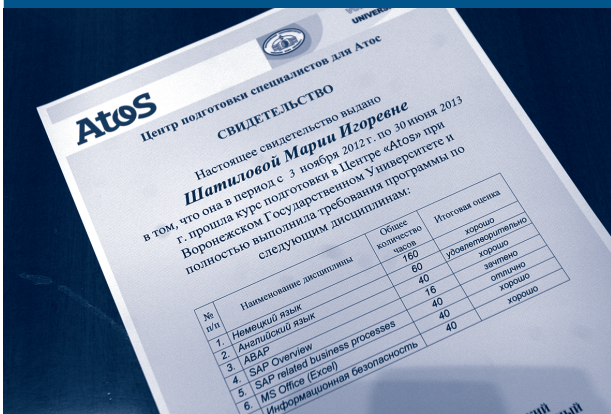 UNIVERS
Atos
Центр подготовки специалистов для Атос
СВИДЕТЕЛЬСТВО
Настоящее свидетельство выдано
Шатиловой Марии Игоревне
в том, что она в период с 3 ноября 2012 г. по 30 июня 2013
г. прошла курс подготовки в Центре «Atos» при
Воронежском Государственном Университете и
полностью выполнила требования программы по
следующим дисциплинам:
№ п/п Наименование дисциплины Общее количество часов Итоговая оценка
1. Немецкий язык 160 хорошо
2. Английский язык 60 удовлетворительно
3. ABAP 40 хорошо
4. SAP Overview 16 зачтено
5. SAP related business processes 40 отлично
6. MS Office (Excel) 40 хорошо
Информационная безопасность 40 хорошо